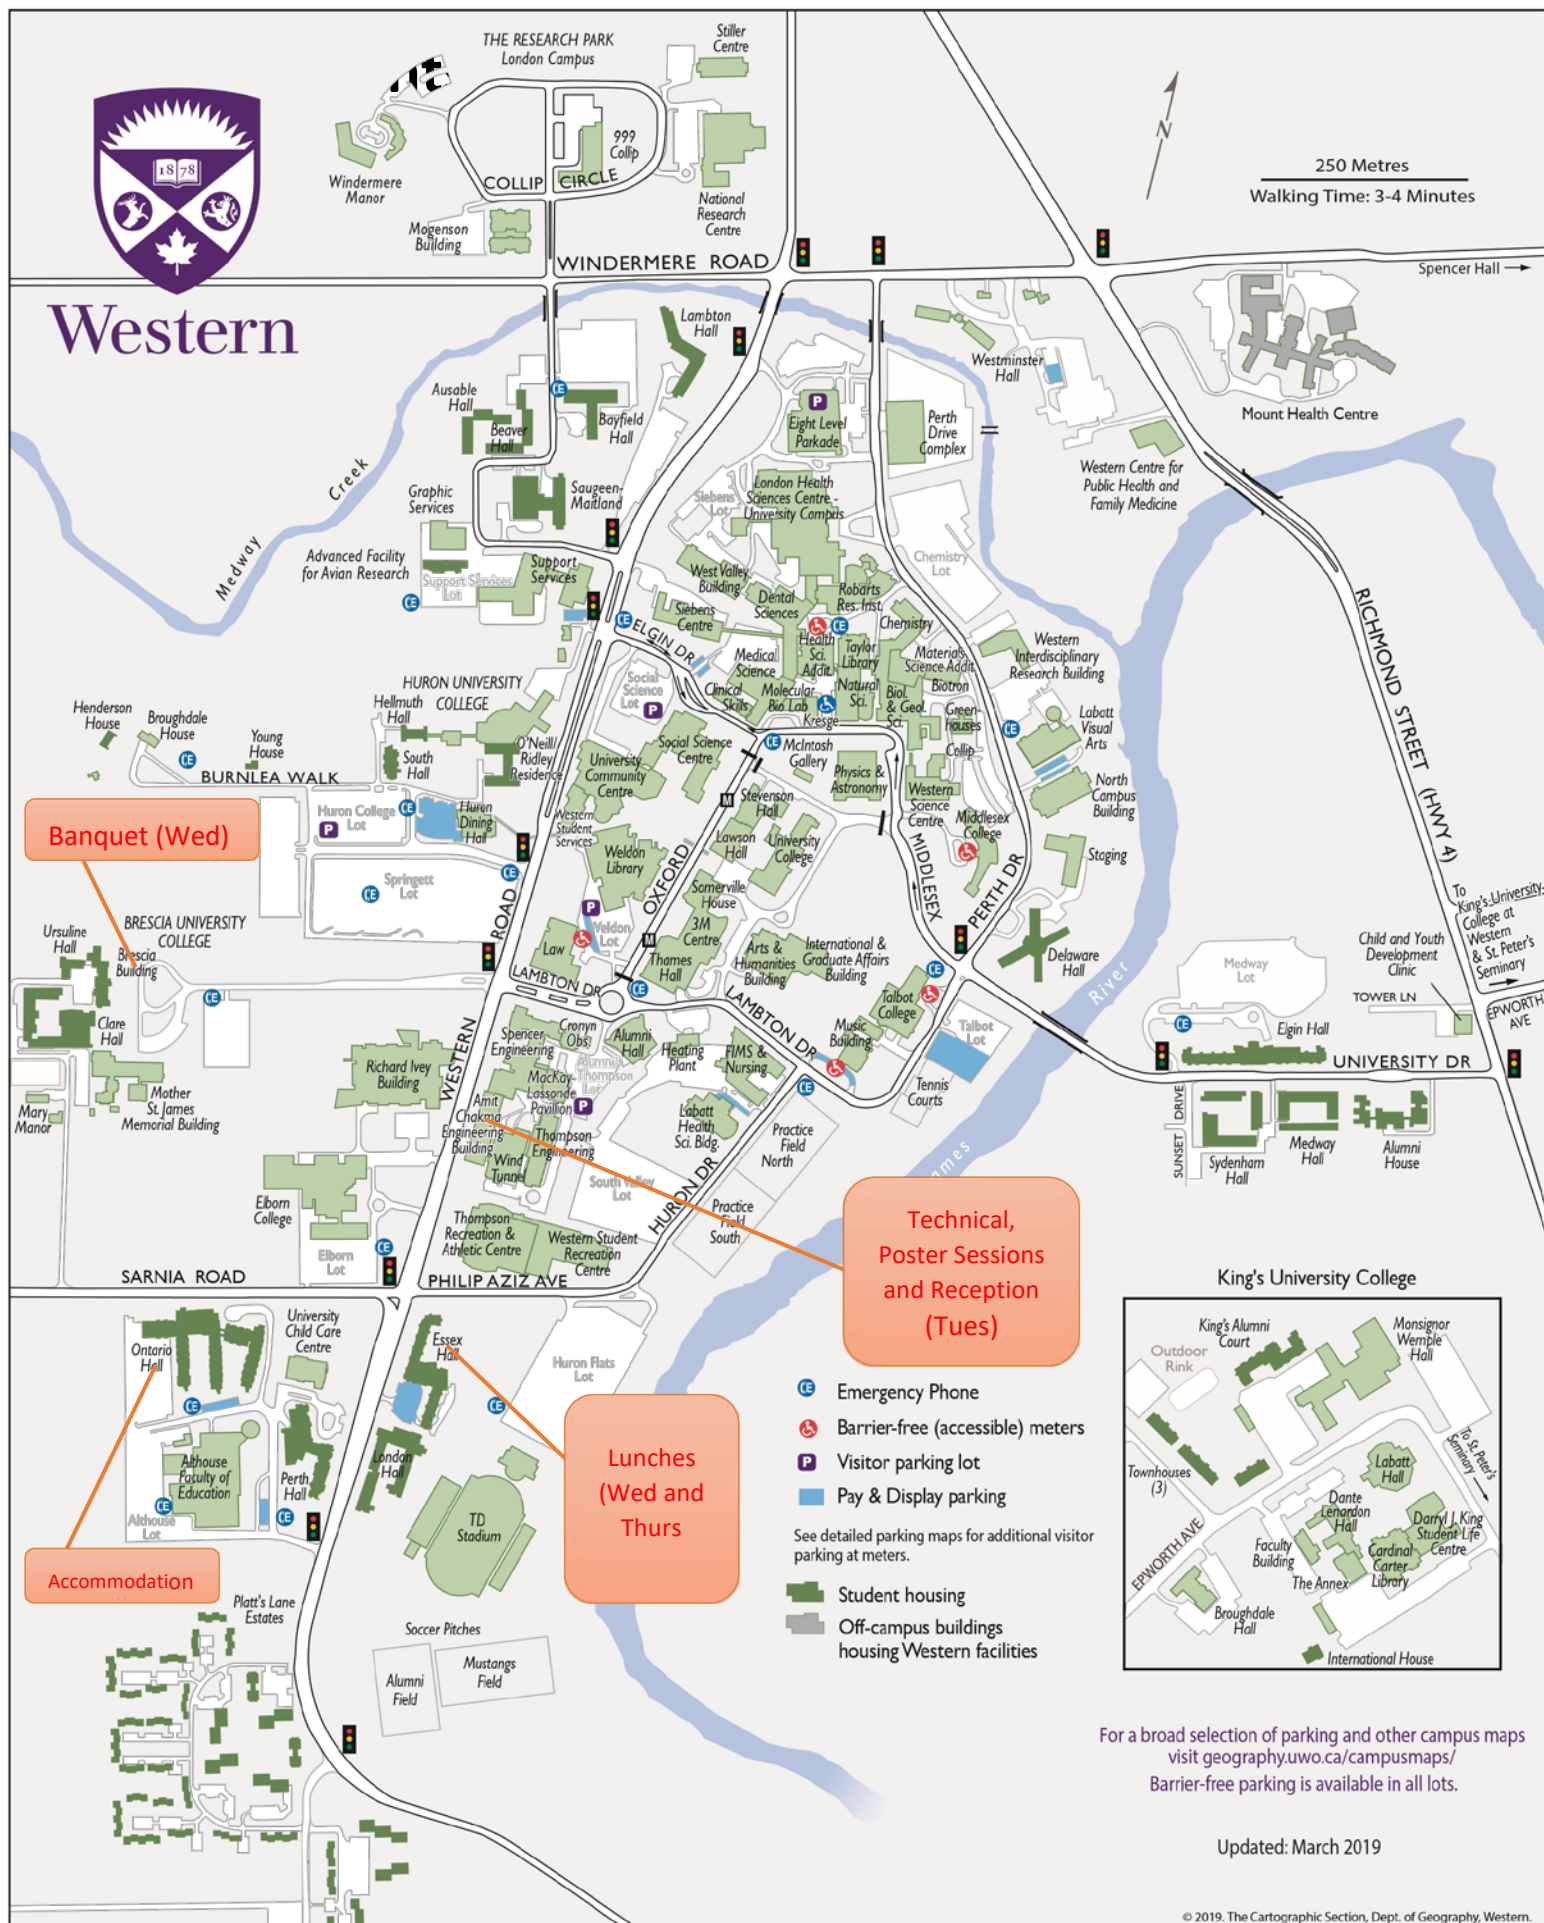 THE RESEARCH PARK
London Campus
Stiller
Centre
999
Collip
COLLIP CIRCLE
Windermere
Manor
Mogenson
Building
National
Research
Centre
N
250 Metres
Walking Time: 3-4 Minutes
18 78
Western
WINDERMERE ROAD
Spencer Hall
Lambton
Hall
Westminster
Hall
Mount Health Centre
Ausable
Hall
Beaver
Hall
Bayfield
Hall
P
Eight Level
Parkade
Perth
Drive
Complex
Western Centre for
Public Health and
Family Medicine
Medway
Creek
Graphic
Services
Saugeen-
Maitland
Siebens
Lot
London Health
Sciences Centre -
University Campus
Chemistry
Lot
Advanced Facility
for Avian Research
Support Services
Lot
Support
Services
West Valley
Building
Dental
Sciences
Robarts
Res. Inst.
Siebens
Centre
Chemistry
ELGIN DR
Health
Sci.
Addit.
Taylor
Library
Materials
Science Addit.
Western
Interdisciplinary
Research Building
RICHMOND STREET (HWY 4)
Medical
Science
Clinical
Skills
Molecular
Bio Lab
Natural
Sci.
Biol.
& Geol.
Sci.
Biotron
Kresge
Green-
houses
Collip
Labatt
Visual
Arts
Social
Science
Lot
P
HURON UNIVERSITY
COLLEGE
Hellmuth
Hall
Henderson
House
Broughdale
House
Young
House
South
Hall
O'Neill/
Ridley
Residence
BURNLEA WALK
Social Science
Centre
University
Community
Centre
McIntosh
Gallery
Physics &
Astronomy
Western
Science
Centre
North
Campus
Building
Banquet (Wed)
Huron College
Lot
P
Huron
Dining
Hall
Western
Student
Services
M
Stevenson
Hall
Lawson
Hall
University
College
Middlesex
College
Staging
Weldon
Library
OXFORD
MIDDLESEX
PERTH DR
Springett
Lot
Somerville
House
P
Weldon
Lot
3M
Centre
M
Law
Thames
Hall
Arts &
Humanities
Building
International &
Graduate Affairs
Building
Delaware
Hall
To
King's University
College at
Western
& St. Peter's
Seminary
Child and Youth
Development
Clinic
TOWER LN
EPWORTH
AVE
Medway
Lot
Ursuline
Hall
BRESCIA UNIVERSITY
COLLEGE
Brescia
Building
Clare
Hall
WESTERN ROAD
LAMBTON DR
LAMBTON DR
Talbot
College
Talbot
Lot
River
Elgin Hall
UNIVERSITY DR
Spencer
Engineering
Cronyn
Obs.
Alumni
Hall
Heating
Plant
FIMS &
Nursing
Music
Building
Tennis
Courts
Richard Ivey
Building
Alumni
Thompson
Lot
MacKay-
Lassonde
Pavilion
P
Amit
Chakma
Engineering
Building
Thompson
Engineering
Wind
Tunnel
Labatt
Health
Sci. Bldg.
Practice
Field
North
Mary
Manor
Mother
St. James
Memorial Building
SUNSET DRIVE
Sydenham
Hall
Medway
Hall
Alumni
House
South Valley
Lot
HURON DR
Practice
Field
South
Elborn
College
Elborn
Lot
Thompson
Recreation &
Athletic Centre
Western Student
Recreation
Centre
Technical,
Poster Sessions
and Reception
(Tues)
SARNIA ROAD
PHILIP AZIZ AVE
Ontario
Hall
University
Child Care
Centre
Essex
Hall
Huron Flats
Lot
Althouse
Faculty of
Education
Althouse
Lot
Perth
Hall
London
Hall
TD
Stadium
Lunches
(Wed and
Thurs
Accommodation
Platt's Lane
Estates
Soccer Pitches
Alumni
Field
Mustangs
Field
CE Emergency Phone
Barrier-free (accessible) meters
P Visitor parking lot
Pay & Display parking
See detailed parking maps for additional visitor
parking at meters.
Student housing
Off-campus buildings
housing Western facilities
King's University College
King's Alumni
Court
Monsignor
Wemple
Hall
Outdoor
Rink
Townhouses
(3)
To St. Peter's
Seminary
Labatt
Hall
Dante
Lenardon
Hall
Darryl J. King
Student Life
Centre
Faculty
Building
Cardinal
Carter
Library
The Annex
EPWORTH AVE
Broughdale
Hall
International House
For a broad selection of parking and other campus maps
visit geography.uwo.ca/campusmaps/
Barrier-free parking is available in all lots.
Updated: March 2019
© 2019. The Cartographic Section, Dept. of Geography, Western.